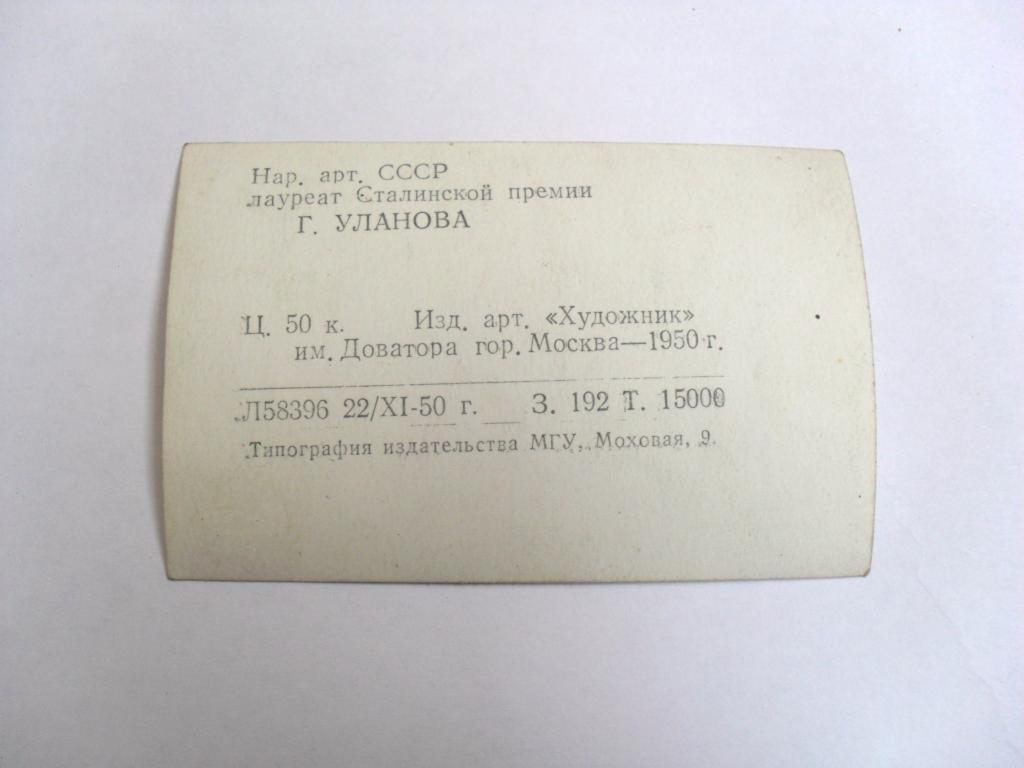 Нар. арт. СССР
лауреат Сталинской премии
Г. УЛАНОВА
Ц. 50 к. Изд. арт. «Художник»
им. Доватора гор. Москва—1950 г.
Л58396 22/XI-50 г. З. 192 Т. 15000
Типография издательства МГУ, Моховая, 9.